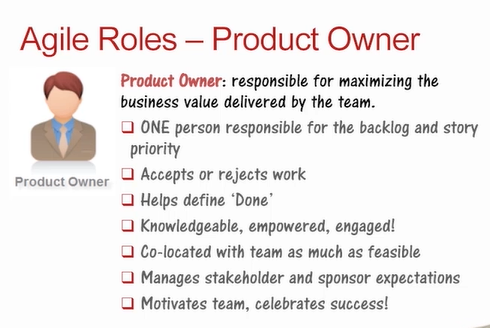 Agile Roles – Product Owner
Product Owner: responsible for maximizing the
business value delivered by the team.
ONE person responsible for the backlog and story
priority
Accepts or rejects work
Helps define ‘Done’
Knowledgeable, empowered, engaged!
Co-located with team as much as feasible
Manages stakeholder and sponsor expectations
Motivates team, celebrates success!
Product Owner